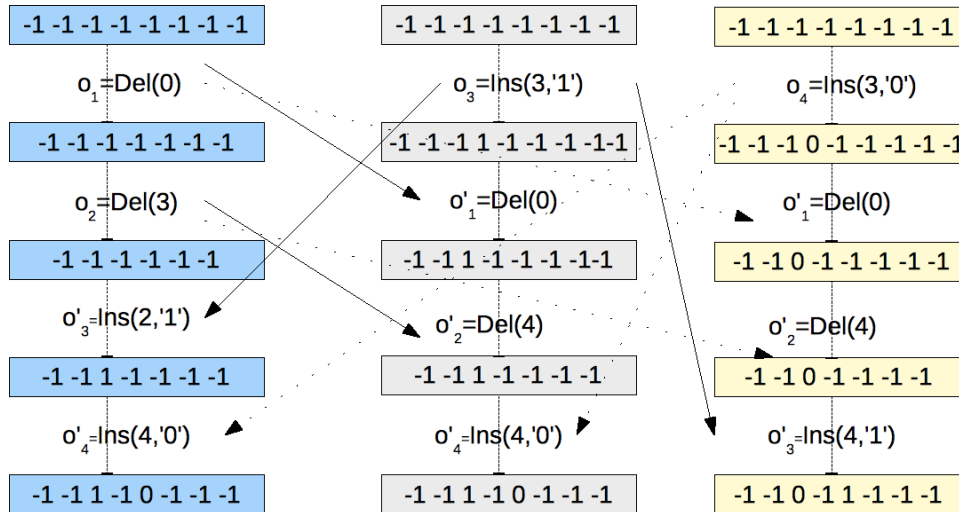 -1 -1 -1 -1 -1 -1 -1 -1
o1=Del(0)
-1 -1 -1 -1 -1 -1 -1
o2=Del(3)
-1 -1 -1 -1 -1 -1
o'3=Ins(2,'1')
-1 -1 1 -1 -1 -1 -1
o'4=Ins(4,'0')
-1 -1 1 -1 0 -1 -1 -1
-1 -1 -1 -1 -1 -1 -1 -1
o3=Ins(3,'1')
-1 -1 -1 1 -1 -1 -1 -1-1
o'1=Del(0)
-1 -1 1 -1 -1 -1 -1-1
o'2=Del(4)
-1 -1 1 -1 -1 -1 -1
o'4=Ins(4,'0')
-1 -1 1 -1 0 -1 -1 -1
-1 -1 -1 -1 -1 -1 -1 -1
o4=Ins(3,'0')
-1 -1 -1 0 -1 -1 -1 -1 -1
o'1=Del(0)
-1 -1 0 -1 -1 -1 -1 -1
o'2=Del(4)
-1 -1 0 -1 -1 -1 -1
o'3=Ins(4,'1')
-1 -1 0 -1 1 -1 -1 -1